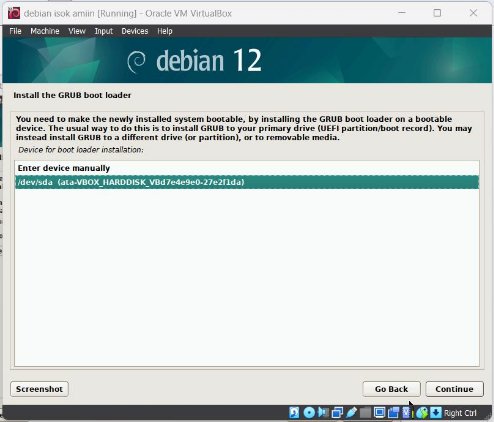 debian isok amiin [Running] - Oracle VM VirtualBox
File Machine View Input Devices Help
debian 12
Install the GRUB boot loader
You need to make the newly installed system bootable, by installing the GRUB boot loader on a bootable
device. The usual way to do this is to install GRUB to your primary drive (UEFI partition/boot record). You may
instead install GRUB to a different drive (or partition), or to removable media.
Device for boot loader installation:
Enter device manually
/dev/sda (ata-VBOX_HARDDISK_VBd7e4e9e0-27e2f1da)
Screenshot Go Back Continue
Right Ctrl